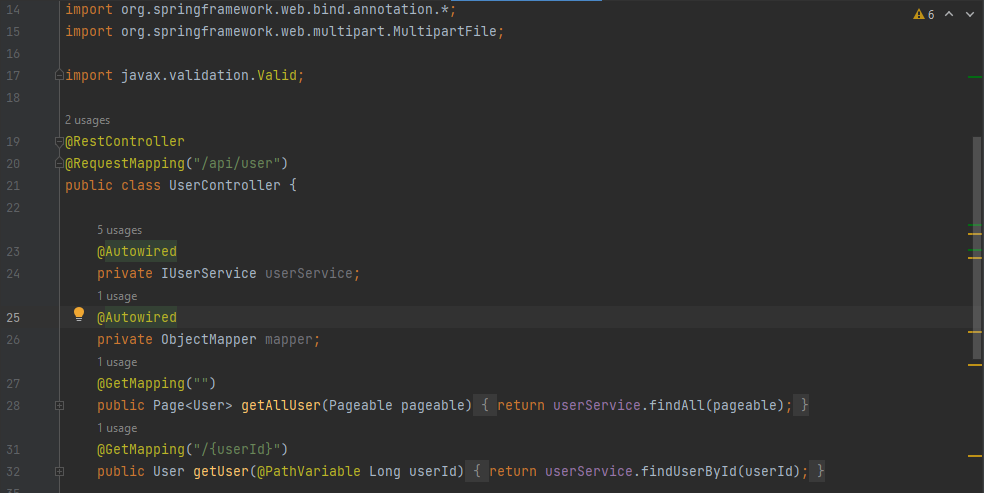 14 import org.springframework.web.bind.annotation.*;
6
15 import org.springframework.web.multipart.MultipartFile;
16
17 import javax.validation.Valid;
18
2 usages
19 @RestController
20 @RequestMapping("/api/user")
21 public class UserController {
22
5 usages
23 @Autowired
24 private IUserService userService;
1 usage
25 @Autowired
26 private ObjectMapper mapper;
1 usage
27 @GetMapping("")
28 public Page<User> getAllUser(Pageable pageable) { return userService.findAll(pageable); }
1 usage
31 @GetMapping("/{userId}")
32 public User getUser(@PathVariable Long userId) { return userService.findUserById(userId); }
35